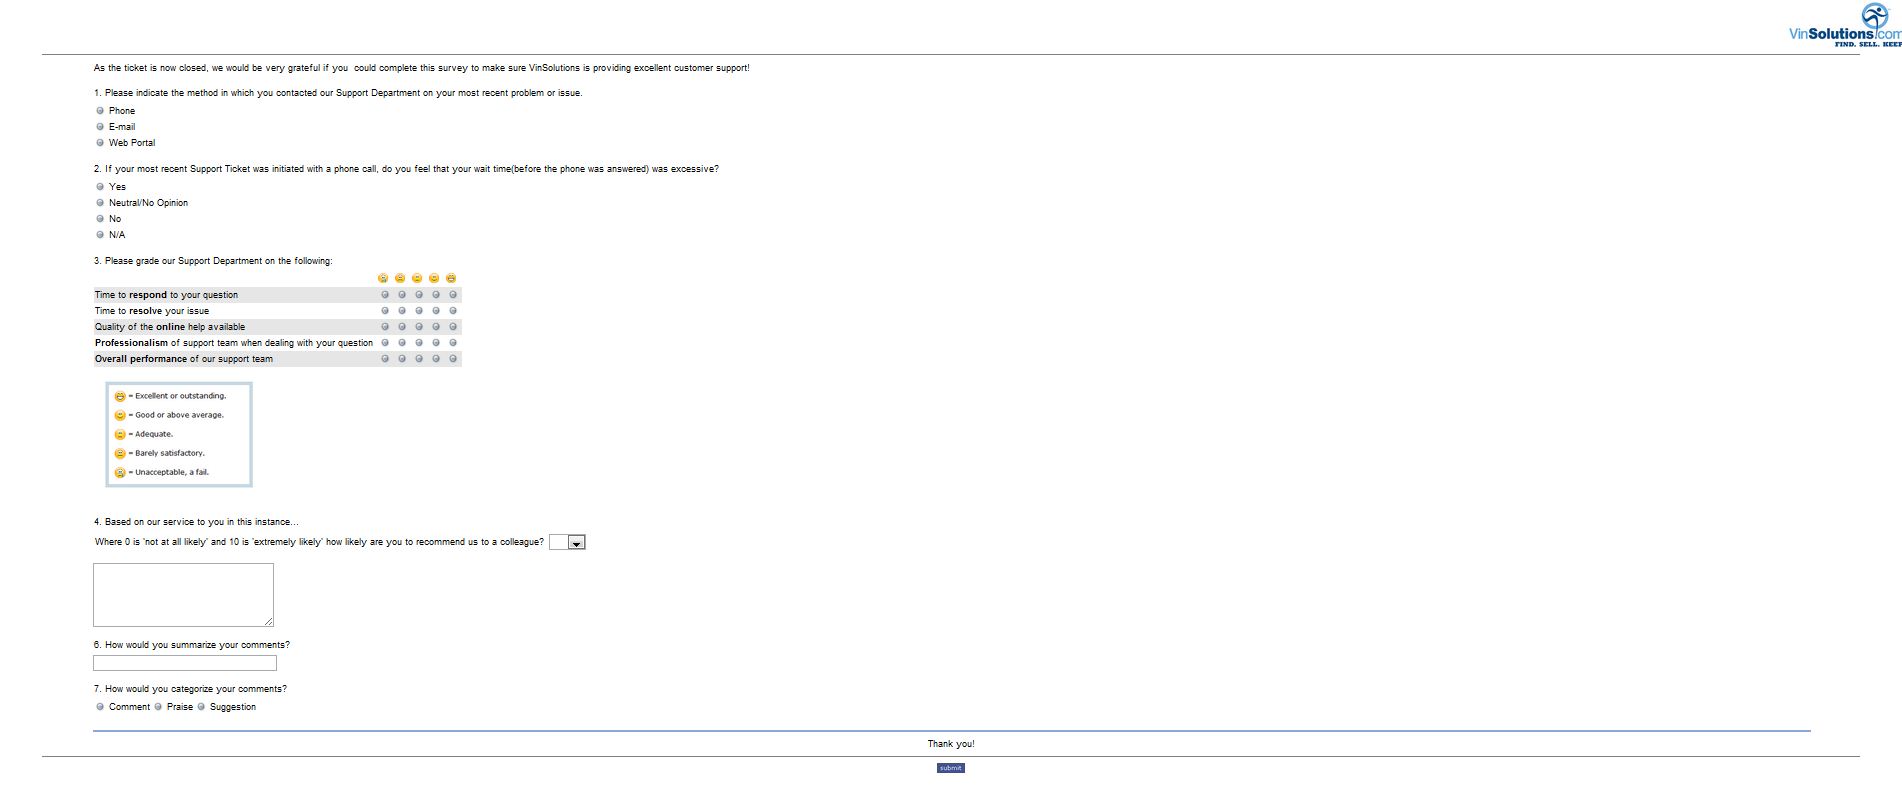 VinSolutions.com
FIND. SELL. KEEP
As the ticket is now closed, we would be very grateful if you could complete this survey to make sure VinSolutions is providing excellent customer support!
1. Please indicate the method in which you contacted our Support Department on your most recent problem or issue.
Phone
E-mail
Web Portal
2. If your most recent Support Ticket was initiated with a phone call, do you feel that your wait time(before the phone was answered) was excessive?
Yes
Neutral/No Opinion
No
N/A
3. Please grade our Support Department on the following:
Time to respond to your question
Time to resolve your issue
Quality of the online help available
Professionalism of support team when dealing with your question
Overall performance of our support team
= Excellent or outstanding.
= Good or above average.
= Adequate.
= Barely satisfactory.
= Unacceptable, a fail.
4. Based on our service to you in this instance...
Where 0 is 'not at all likely' and 10 is 'extremely likely' how likely are you to recommend us to a colleague?
6. How would you summarize your comments?
7. How would you categorize your comments?
Comment Praise Suggestion
Thank you!
submit